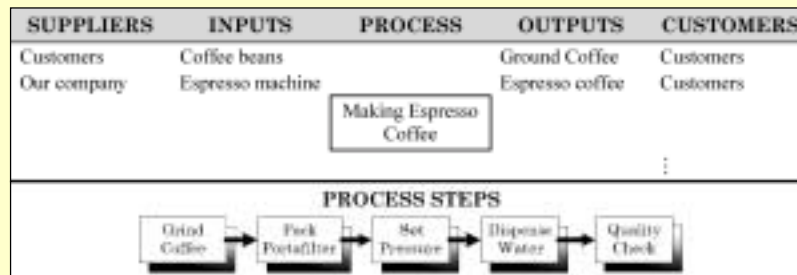 SUPPLIERS INPUTS PROCESS OUTPUTS CUSTOMERS
Customers Coffee beans Ground Coffee Customers
Our company Espresso machine Espresso coffee Customers
Making Espresso
Coffee
⋮
PROCESS STEPS
Grind Pack Set Dispense Quality
Coffee Portafilter Pressure Water Check